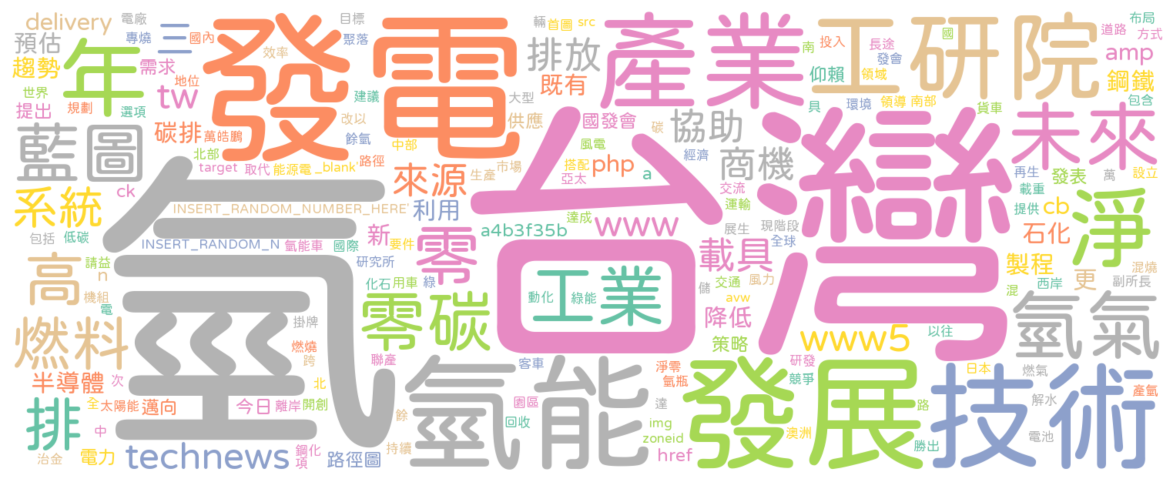 delivery 電廠 目標 輛 首圖 src 國 道路 布局
預估 年 專燒 三 國內 聚落 發電 排放 產業 南 投入 長途 工研院 方式
趨勢 需求 效率 發會 amp
世界 地位 仰賴 領域 鋼鐵
提出 規劃 選項 tw 建議 大型 既有 具 環境 領導 南部 貨車 包含
藍圖 碳排 萬皓鵬 改以 供應 國發會 碳 協助 台灣 餘氫 未來
北部 中部 風電 經濟
target 取代 能源電 _blank' 路徑 生產 市場 搭配 php 商機 再生 萬 設立
ck 來源 亞太 a 交流 載重 發表
系統 INSERT_RANDOM_NUMBER_HERE' 利用 達成 www 運輸 現階段 提供 cb 淨
包括 低碳 INSERT_RANDOM_N 氫能車 國際 新 要件 零 a4b3f35b 展生 全球 石化
高 請益 n 研究所 化石 用車 綠 載具 交通 風力 製程 更 混燒
機組 電 氫 動化 綠能 工業 儲 avw 混 西岸 副所長
燃料 掛牌 零碳 降低 www5 以往 氫氣
燃燒 跨 策略
半導體 聯產 客車 淨零 研發 日本 燃氣
次 北 氫能 氫瓶 競爭 產氫
排 全 太陽能 邁向 今日 離岸 開創 園區 達 發展 路 解水 技術
中 餘 回收 img 澳洲
電力 鋼化 zoneid 電池
治金 technews 項 路徑圖 持續 href 勝出